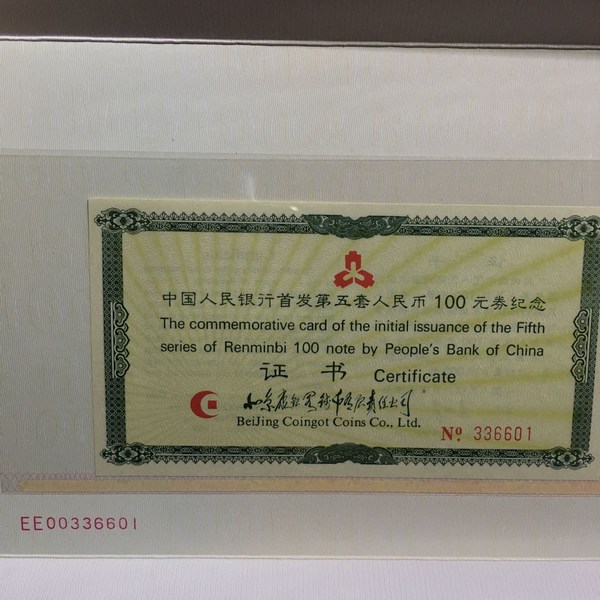 中国人民银行首发第五套人民币 100 元券纪念
The commemorative card of the initial issuance of the Fifth
series of Renminbi 100 note by People's Bank of China
证 书 Certificate
BeiJing Coingot Coins Co., Ltd.
Nº 336601
EE00336601